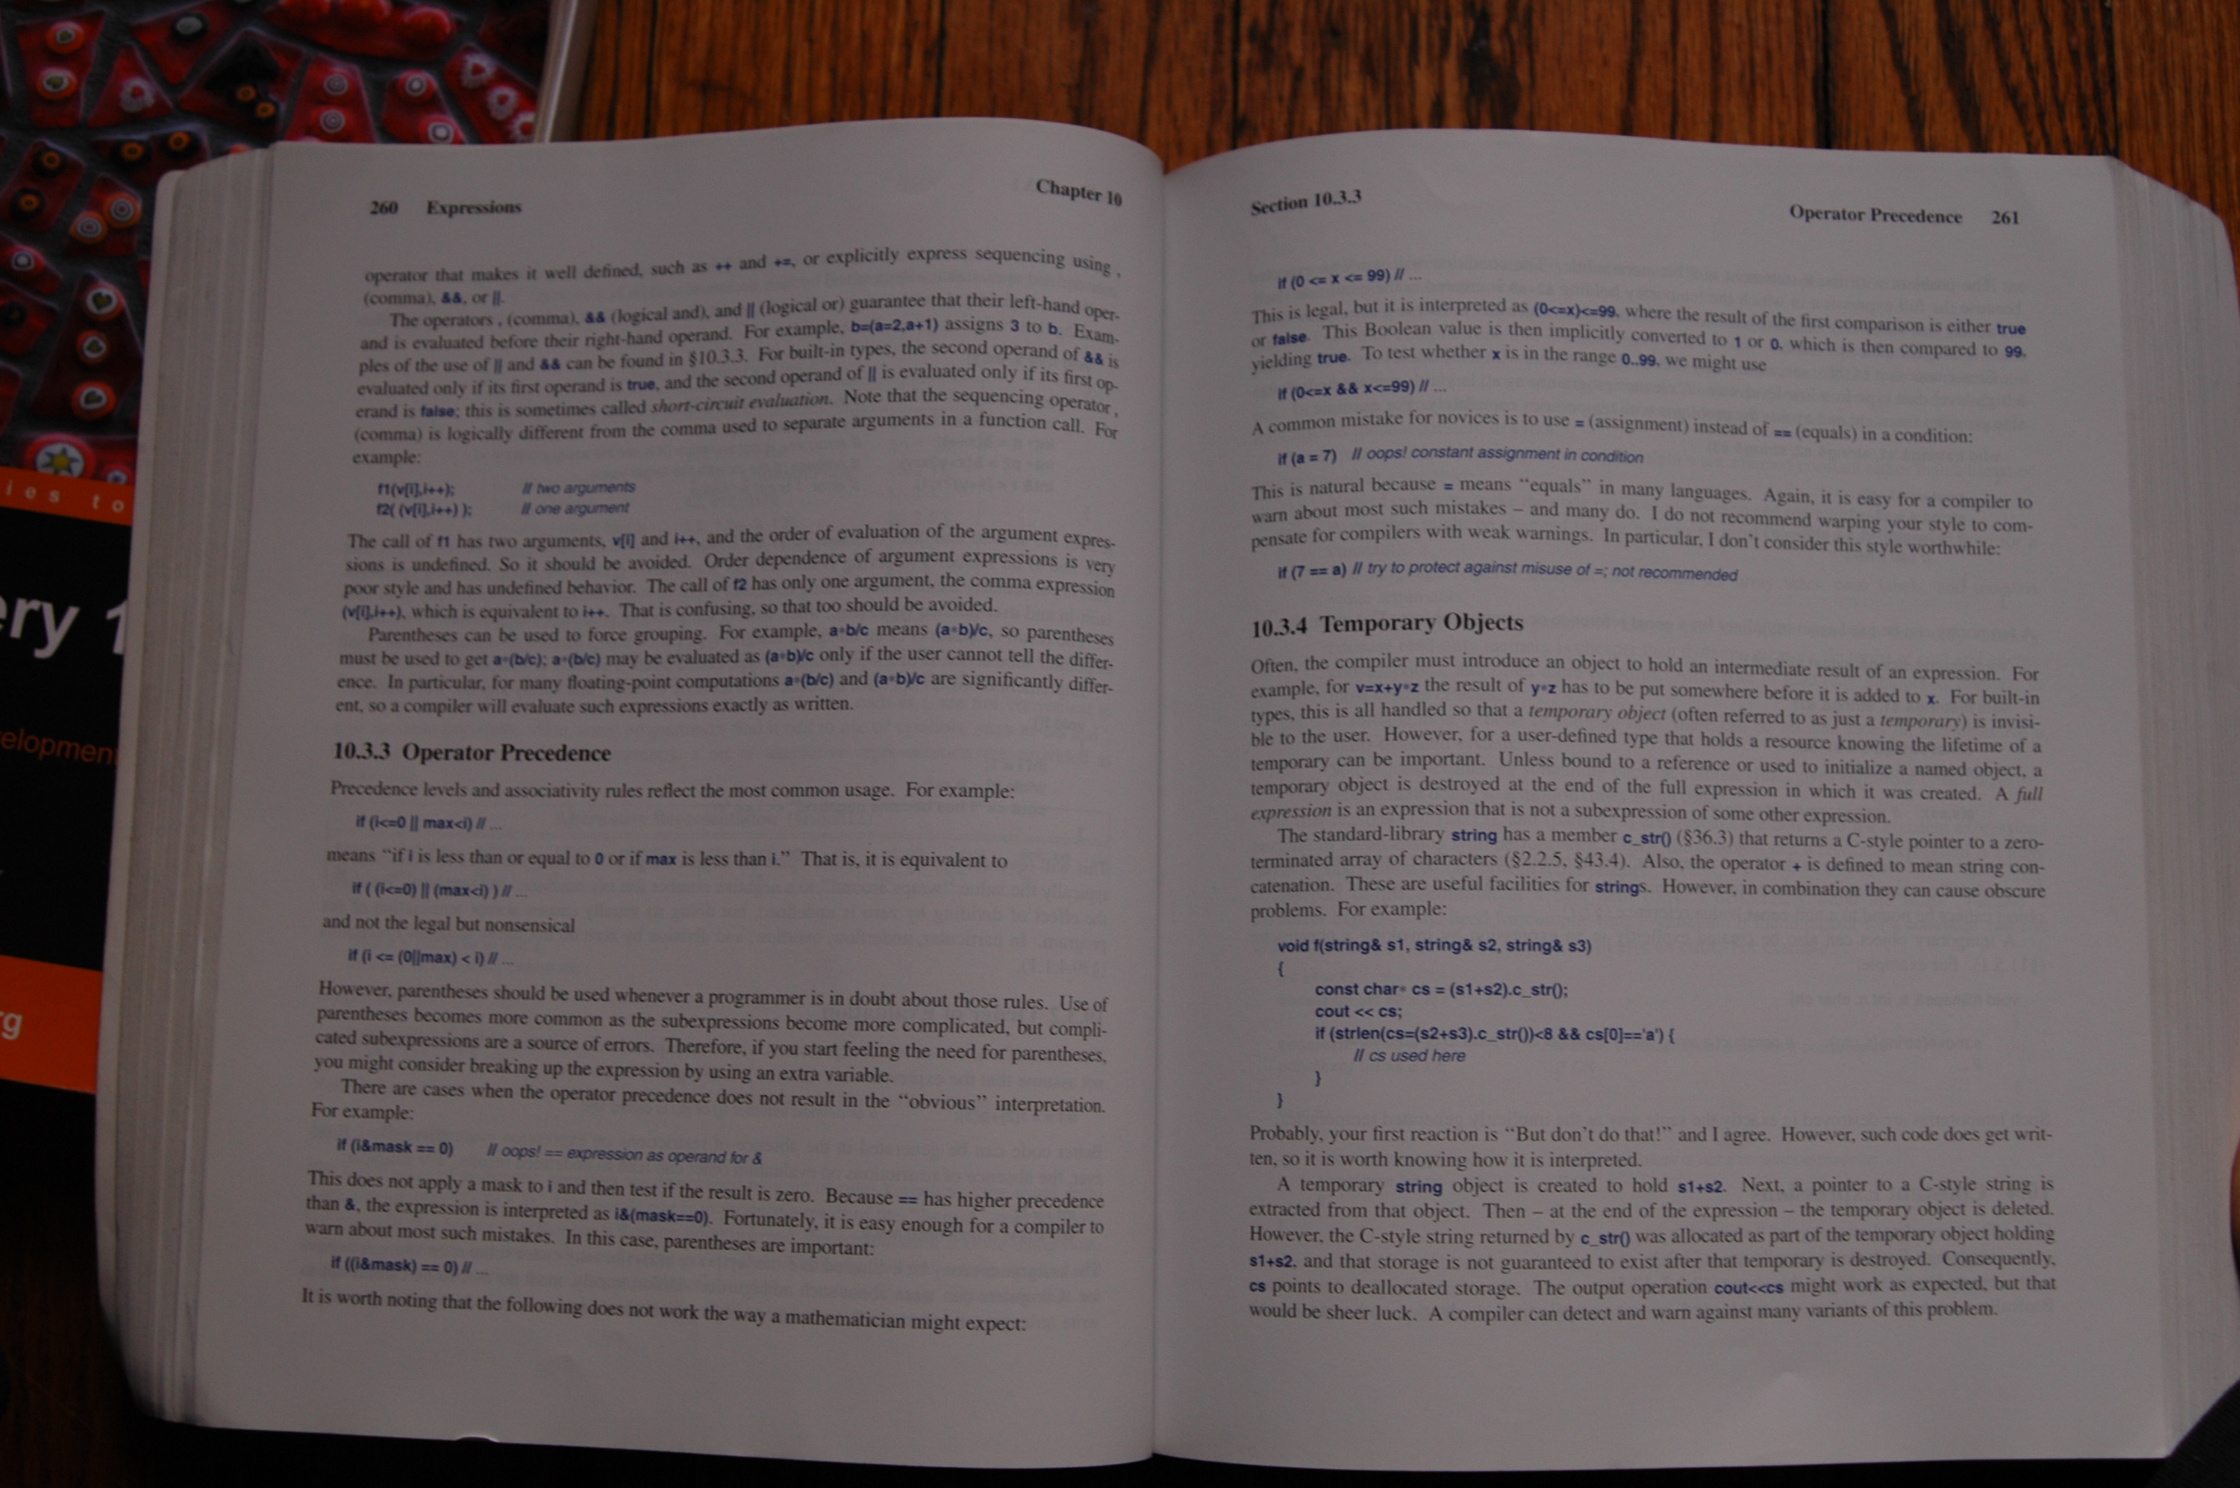 260 Expressions Chapter 10
operator that makes it well defined, such as ++ and +=, or explicitly express sequencing using ,
(comma), &&, or ||.
The operators , (comma), && (logical and), and || (logical or) guarantee that their left-hand oper-
and is evaluated before their right-hand operand. For example, b=(a=2,a+1) assigns 3 to b. Exam-
ples of the use of || and && can be found in §10.3.3. For built-in types, the second operand of && is
evaluated only if its first operand is true, and the second operand of || is evaluated only if its first op-
erand is false; this is sometimes called short-circuit evaluation. Note that the sequencing operator ,
(comma) is logically different from the comma used to separate arguments in a function call. For
example:
f1(v[i],i++); // two arguments
f2( (v[i],i++) ); // one argument
The call of f1 has two arguments, v[i] and i++, and the order of evaluation of the argument expres-
sions is undefined. So it should be avoided. Order dependence of argument expressions is very
poor style and has undefined behavior. The call of f2 has only one argument, the comma expression
(v[i],i++), which is equivalent to i++. That is confusing, so that too should be avoided.
Parentheses can be used to force grouping. For example, a*b/c means (a*b)/c, so parentheses
must be used to get a*(b/c); a*(b/c) may be evaluated as (a*b)/c only if the user cannot tell the differ-
ence. In particular, for many floating-point computations a*(b/c) and (a*b)/c are significantly differ-
ent, so a compiler will evaluate such expressions exactly as written.
10.3.3 Operator Precedence
Precedence levels and associativity rules reflect the most common usage. For example:
if (i<=0 || max<i) // ...
means “if i is less than or equal to 0 or if max is less than i.” That is, it is equivalent to
if ( (i<=0) || (max<i) ) // ...
and not the legal but nonsensical
if (i <= (0||max) < i) // ...
However, parentheses should be used whenever a programmer is in doubt about those rules. Use of
parentheses becomes more common as the subexpressions become more complicated, but compli-
cated subexpressions are a source of errors. Therefore, if you start feeling the need for parentheses,
you might consider breaking up the expression by using an extra variable.
There are cases when the operator precedence does not result in the “obvious” interpretation.
For example:
if (i&mask == 0) // oops! == expression as operand for &
This does not apply a mask to i and then test if the result is zero. Because == has higher precedence
than &, the expression is interpreted as i&(mask==0). Fortunately, it is easy enough for a compiler to
warn about most such mistakes. In this case, parentheses are important:
if ((i&mask) == 0) // ...
It is worth noting that the following does not work the way a mathematician might expect:
Section 10.3.3 Operator Precedence 261
if (0 <= x <= 99) // ...
This is legal, but it is interpreted as (0<=x)<=99, where the result of the first comparison is either true
or false. This Boolean value is then implicitly converted to 1 or 0, which is then compared to 99,
yielding true. To test whether x is in the range 0..99, we might use
if (0<=x && x<=99) // ...
A common mistake for novices is to use = (assignment) instead of == (equals) in a condition:
if (a = 7) // oops! constant assignment in condition
This is natural because = means “equals” in many languages. Again, it is easy for a compiler to
warn about most such mistakes – and many do. I do not recommend warping your style to com-
pensate for compilers with weak warnings. In particular, I don’t consider this style worthwhile:
if (7 == a) // try to protect against misuse of =; not recommended
10.3.4 Temporary Objects
Often, the compiler must introduce an object to hold an intermediate result of an expression. For
example, for v=x+y*z the result of y*z has to be put somewhere before it is added to x. For built-in
types, this is all handled so that a temporary object (often referred to as just a temporary) is invisi-
ble to the user. However, for a user-defined type that holds a resource knowing the lifetime of a
temporary can be important. Unless bound to a reference or used to initialize a named object, a
temporary object is destroyed at the end of the full expression in which it was created. A full
expression is an expression that is not a subexpression of some other expression.
The standard-library string has a member c_str() (§36.3) that returns a C-style pointer to a zero-
terminated array of characters (§2.2.5, §43.4). Also, the operator + is defined to mean string con-
catenation. These are useful facilities for strings. However, in combination they can cause obscure
problems. For example:
void f(string& s1, string& s2, string& s3)
{
const char* cs = (s1+s2).c_str();
cout << cs;
if (strlen(cs=(s2+s3).c_str())<8 && cs[0]=='a') {
// cs used here
}
}
Probably, your first reaction is “But don’t do that!” and I agree. However, such code does get writ-
ten, so it is worth knowing how it is interpreted.
A temporary string object is created to hold s1+s2. Next, a pointer to a C-style string is
extracted from that object. Then – at the end of the expression – the temporary object is deleted.
However, the C-style string returned by c_str() was allocated as part of the temporary object holding
s1+s2, and that storage is not guaranteed to exist after that temporary is destroyed. Consequently,
cs points to deallocated storage. The output operation cout<<cs might work as expected, but that
would be sheer luck. A compiler can detect and warn against many variants of this problem.
ies to
ery 1
elopmen
rg